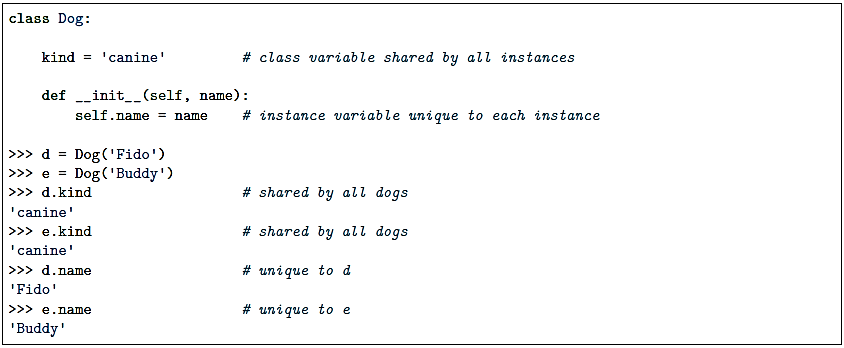 class Dog:
    kind = 'canine'         # class variable shared by all instances
    def __init__(self, name):
        self.name = name    # instance variable unique to each instance
>>> d = Dog('Fido')
>>> e = Dog('Buddy')
>>> d.kind                  # shared by all dogs
'canine'
>>> e.kind                  # shared by all dogs
'canine'
>>> d.name                  # unique to d
'Fido'
>>> e.name                  # unique to e
'Buddy'